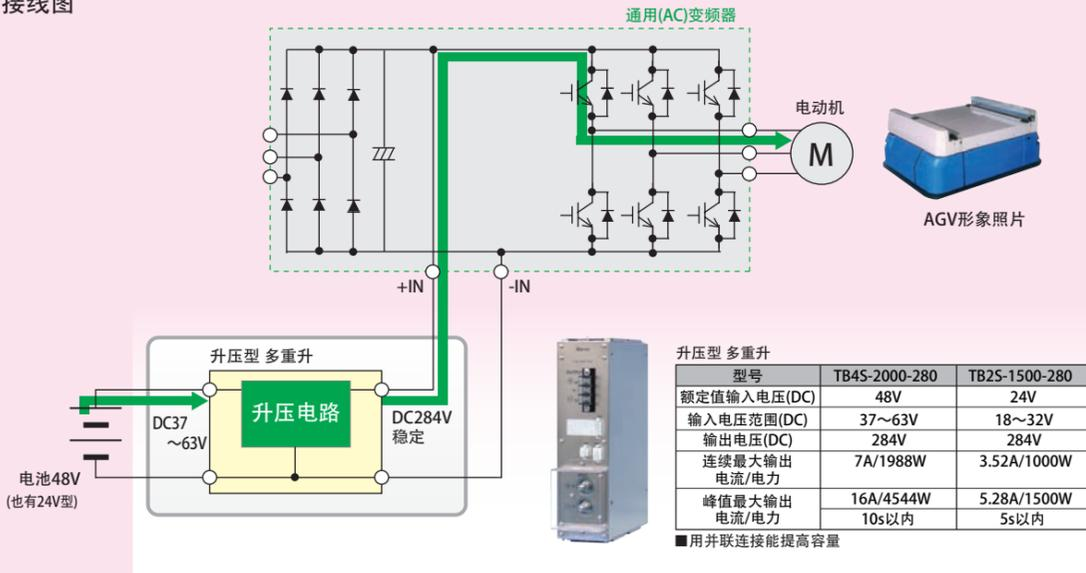 接线图
通用(AC)变频器
电动机
M
AGV形象照片
+IN
-IN
升压型 多重升
升压电路
DC37
～63V
DC284V
稳定
电池48V
(也有24V型)
升压型 多重升
型号 TB4S-2000-280 TB2S-1500-280
额定值输入电压(DC) 48V 24V
输入电压范围(DC) 37～63V 18～32V
输出电压(DC) 284V 284V
连续最大输出 7A/1988W 3.52A/1000W
电流/电力
峰值最大输出 16A/4544W 5.28A/1500W
电流/电力 10s以内 5s以内
■用并联连接能提高容量